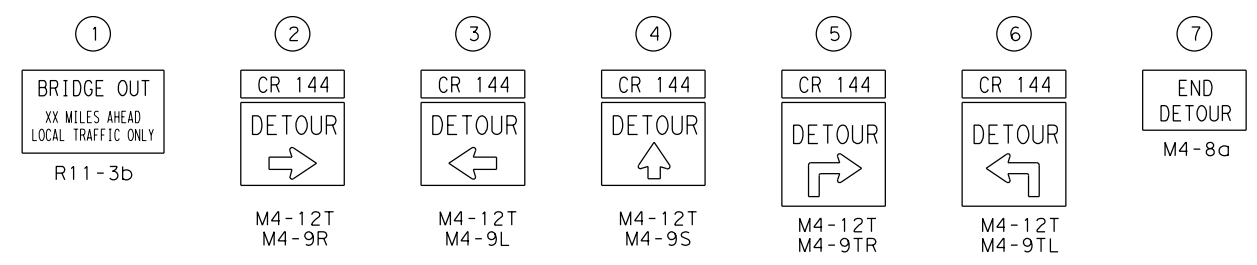 1
BRIDGE OUT
XX MILES AHEAD
LOCAL TRAFFIC ONLY
R11-3b
2
CR 144
DETOUR
M4-12T
M4-9R
3
CR 144
DETOUR
M4-12T
M4-9L
4
CR 144
DETOUR
M4-12T
M4-9S
5
CR 144
DETOUR
M4-12T
M4-9TR
6
CR 144
DETOUR
M4-12T
M4-9TL
7
END
DETOUR
M4-8a